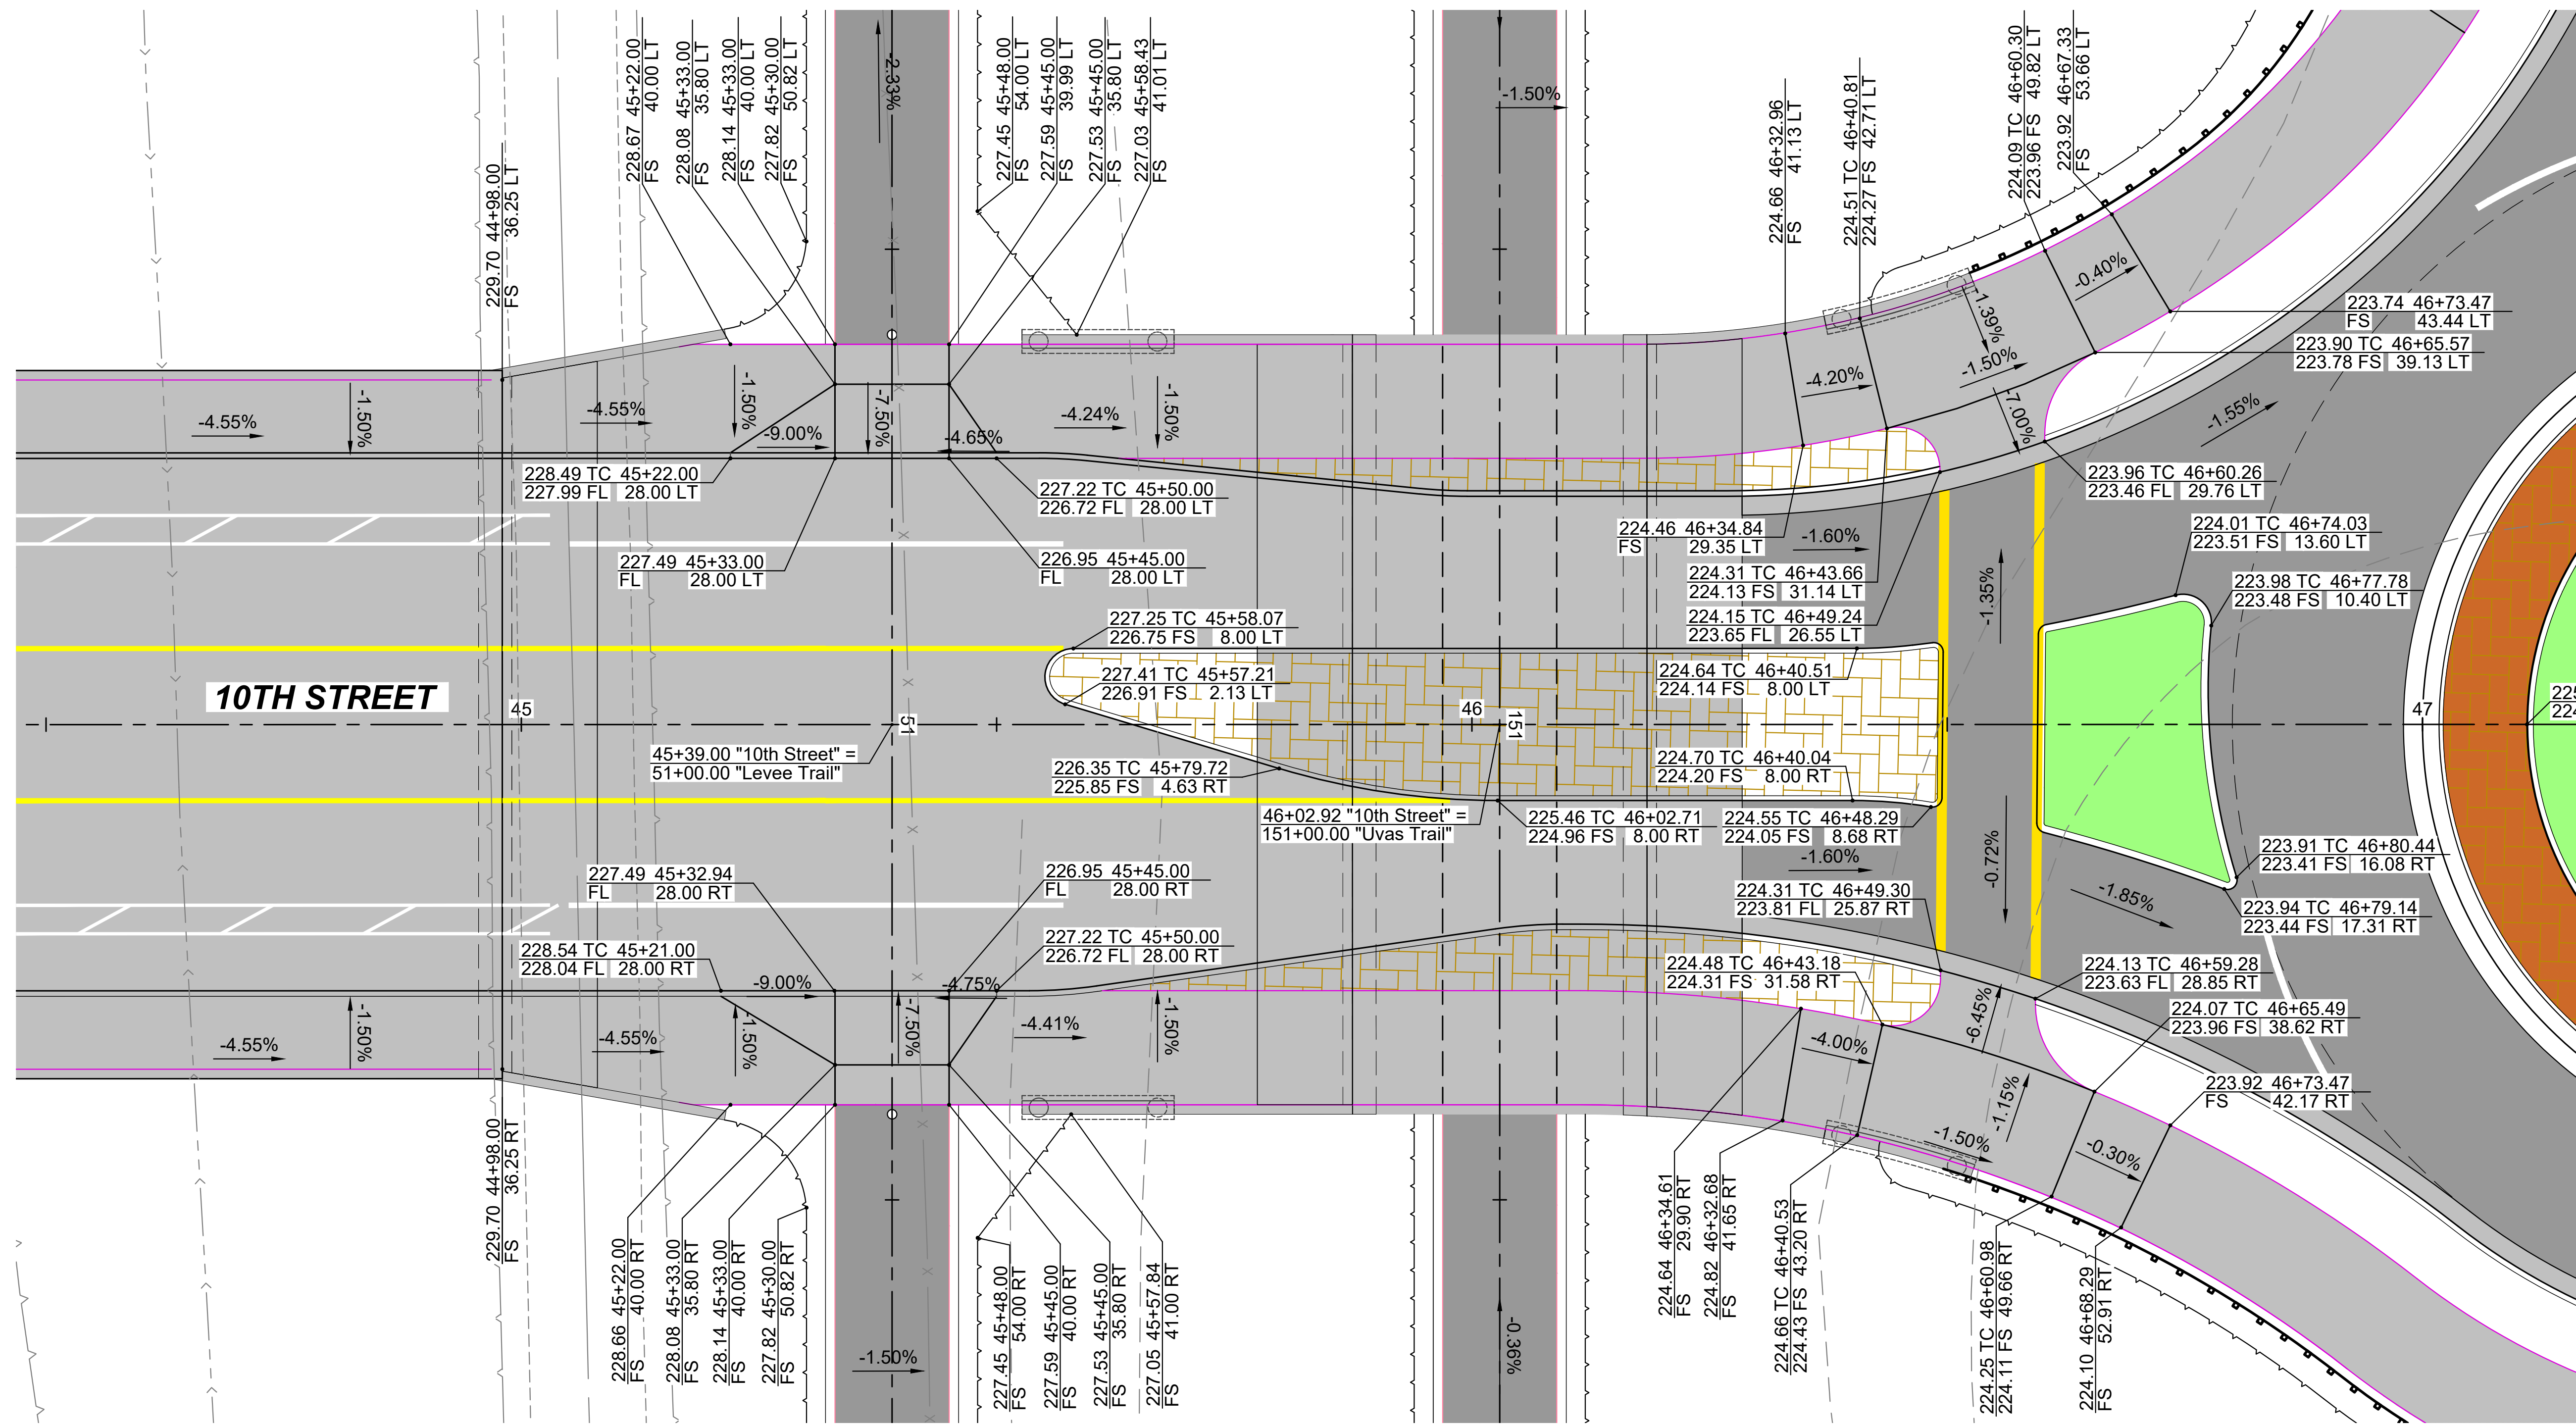 228.67 45+22.00
FS 40.00 LT
228.08 45+33.00
FS 35.80 LT
228.14 45+33.00
FS 40.00 LT
227.82 45+30.00
FS 50.82 LT
-2.33%
227.45 45+48.00
FS 54.00 LT
227.59 45+45.00
FS 39.99 LT
227.53 45+45.00
FS 35.80 LT
227.03 45+58.43
FS 41.01 LT
-1.50%
224.66 46+32.96
FS 41.13 LT
224.51 TC 46+40.81
224.27 FS 42.71 LT
224.09 TC 46+60.30
223.96 FS 49.82 LT
223.92 46+67.33
FS 53.66 LT
229.70 44+98.00
FS 36.25 LT
-0.40%
-1.39%
223.74 46+73.47
FS 43.44 LT
223.90 TC 46+65.57
223.78 FS 39.13 LT
-1.50%
-4.20%
-7.00%
-1.55%
-4.55%
-1.50%
-4.55%
-1.50%
-9.00%
-7.50%
-4.65%
-4.24%
-1.50%
228.49 TC 45+22.00
227.99 FL 28.00 LT
227.22 TC 45+50.00
226.72 FL 28.00 LT
223.96 TC 46+60.26
223.46 FL 29.76 LT
224.46 46+34.84
FS 29.35 LT
-1.60%
224.01 TC 46+74.03
223.51 FS 13.60 LT
227.49 45+33.00
FL 28.00 LT
226.95 45+45.00
FL 28.00 LT
224.31 TC 46+43.66
224.13 FS 31.14 LT
-1.35%
223.98 TC 46+77.78
223.48 FS 10.40 LT
227.25 TC 45+58.07
226.75 FS 8.00 LT
224.15 TC 46+49.24
223.65 FL 26.55 LT
227.41 TC 45+57.21
226.91 FS 2.13 LT
224.64 TC 46+40.51
224.14 FS 8.00 LT
10TH STREET
45
51
46
151
47
45+39.00 "10th Street" =
51+00.00 "Levee Trail"
226.35 TC 45+79.72
225.85 FS 4.63 RT
224.70 TC 46+40.04
224.20 FS 8.00 RT
46+02.92 "10th Street" =
151+00.00 "Uvas Trail"
225.46 TC 46+02.71
224.96 FS 8.00 RT
224.55 TC 46+48.29
224.05 FS 8.68 RT
-1.60%
-0.72%
223.91 TC 46+80.44
223.41 FS 16.08 RT
227.49 45+32.94
FL 28.00 RT
226.95 45+45.00
FL 28.00 RT
224.31 TC 46+49.30
223.81 FL 25.87 RT
-1.85%
223.94 TC 46+79.14
223.44 FS 17.31 RT
228.54 TC 45+21.00
228.04 FL 28.00 RT
227.22 TC 45+50.00
226.72 FL 28.00 RT
224.48 TC 46+43.18
224.31 FS 31.58 RT
224.13 TC 46+59.28
223.63 FL 28.85 RT
-9.00%
-4.75%
-1.50%
-4.55%
-4.55%
-1.50%
-7.50%
-4.41%
-1.50%
-4.00%
-6.45%
224.07 TC 46+65.49
223.96 FS 38.62 RT
223.92 46+73.47
FS 42.17 RT
-1.15%
-1.50%
-0.30%
229.70 44+98.00
FS 36.25 RT
228.66 45+22.00
FS 40.00 RT
228.08 45+33.00
FS 35.80 RT
228.14 45+33.00
FS 40.00 RT
227.82 45+30.00
FS 50.82 RT
-1.50%
227.45 45+48.00
FS 54.00 RT
227.59 45+45.00
FS 40.00 RT
227.53 45+45.00
FS 35.80 RT
227.05 45+57.84
FS 41.00 RT
-0.36%
224.64 46+34.61
FS 29.90 RT
224.82 46+32.68
FS 41.65 RT
224.66 TC 46+40.53
224.43 FS 43.20 RT
224.25 TC 46+60.98
224.11 FS 49.66 RT
224.10 46+68.29
FS 52.91 RT